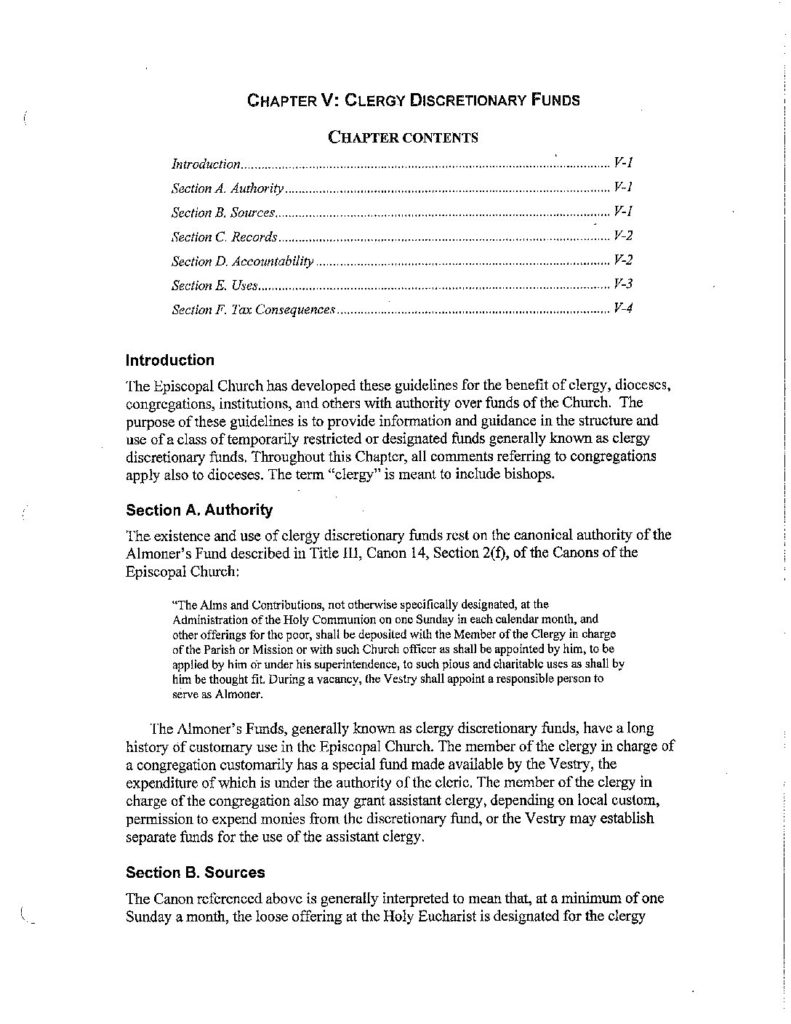 CHAPTER V: CLERGY DISCRETIONARY FUNDS
CHAPTER CONTENTS
Introduction.......... V-1
Section A. Authority.......... V-1
Section B. Sources.......... V-1
Section C. Records.......... V-2
Section D. Accountability.......... V-2
Section E. Uses.......... V-3
Section F. Tax Consequences.......... V-4
Introduction
The Episcopal Church has developed these guidelines for the benefit of clergy, dioceses,
congregations, institutions, and others with authority over funds of the Church. The
purpose of these guidelines is to provide information and guidance in the structure and
use of a class of temporarily restricted or designated funds generally known as clergy
discretionary funds. Throughout this Chapter, all comments referring to congregations
apply also to dioceses. The term "clergy" is meant to include bishops.
Section A. Authority
The existence and use of clergy discretionary funds rest on the canonical authority of the
Almoner's Fund described in Title III, Canon 14, Section 2(f), of the Canons of the
Episcopal Church:
"The Alms and Contributions, not otherwise specifically designated, at the
Administration of the Holy Communion on one Sunday in each calendar month, and
other offerings for the poor, shall be deposited with the Member of the Clergy in charge
of the Parish or Mission or with such Church officer as shall be appointed by him, to be
applied by him or under his superintendence, to such pious and charitable uses as shall by
him be thought fit. During a vacancy, the Vestry shall appoint a responsible person to
serve as Almoner.
The Almoner's Funds, generally known as clergy discretionary funds, have a long
history of customary use in the Episcopal Church. The member of the clergy in charge of
a congregation customarily has a special fund made available by the Vestry, the
expenditure of which is under the authority of the cleric. The member of the clergy in
charge of the congregation also may grant assistant clergy, depending on local custom,
permission to expend monies from the discretionary fund, or the Vestry may establish
separate funds for the use of the assistant clergy.
Section B. Sources
The Canon referenced above is generally interpreted to mean that, at a minimum of one
Sunday a month, the loose offering at the Holy Eucharist is designated for the clergy